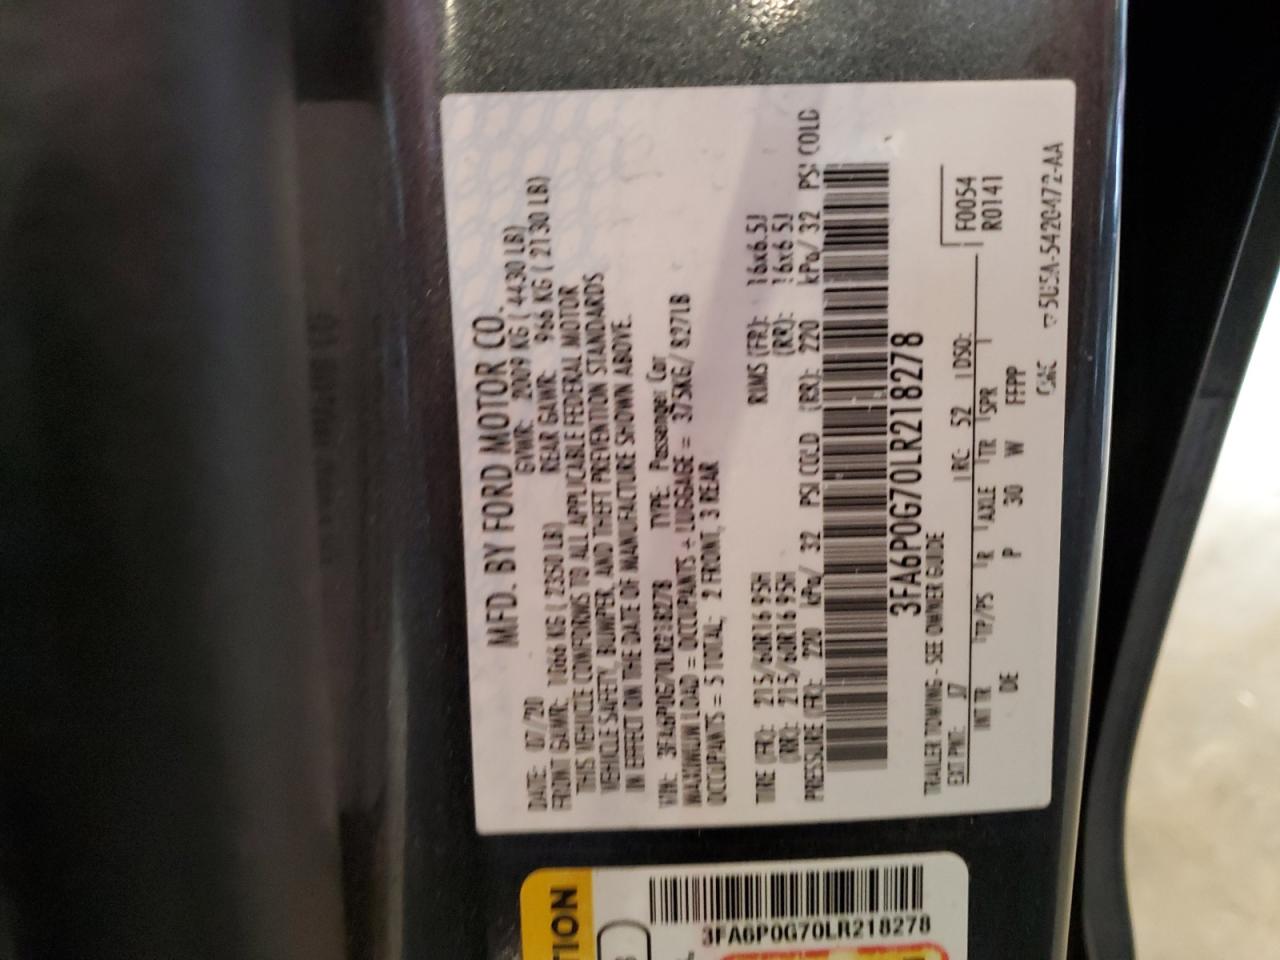 MFD. BY FORD MOTOR CO.
DATE: 07/20 GVWR: 2009 KG ( 4430 LB)
FRONT GAWR: 1066 KG ( 2350 LB) REAR GAWR: 966 KG ( 2130 LB)
THIS VEHICLE CONFORMS TO ALL APPLICABLE FEDERAL MOTOR
VEHICLE SAFETY, BUMPER, AND THEFT PREVENTION STANDARDS
IN EFFECT ON THE DATE OF MANUFACTURE SHOWN ABOVE.
VIN: 3FA6P0G70LR218278 TYPE: Passenger Car
MAXIMUM LOAD = OCCUPANTS + LUGGAGE = 375KG/ 827LB
OCCUPANTS = 5 TOTAL; 2 FRONT, 3 REAR
TIRE (FR): 215/60R16 95H RIMS (FR): 16x6.5J
(RR): 215/60R16 95H (RR): 16x6.5J
PRESSURE (FR): 220 kPa/ 32 PSI COLD (RR): 220 kPa/ 32 PSI COLD
3FA6P0G70LR218278
TRAILER TOWING - SEE OWNER GUIDE
EXT PNT: J7 RC: 52 DSO: F0054
INT TR TP/PS R AXLE TR SPR R0141
DE P 30 W FFPP
5U5A-5420472-AA
TION
3FA6P0G70LR218278